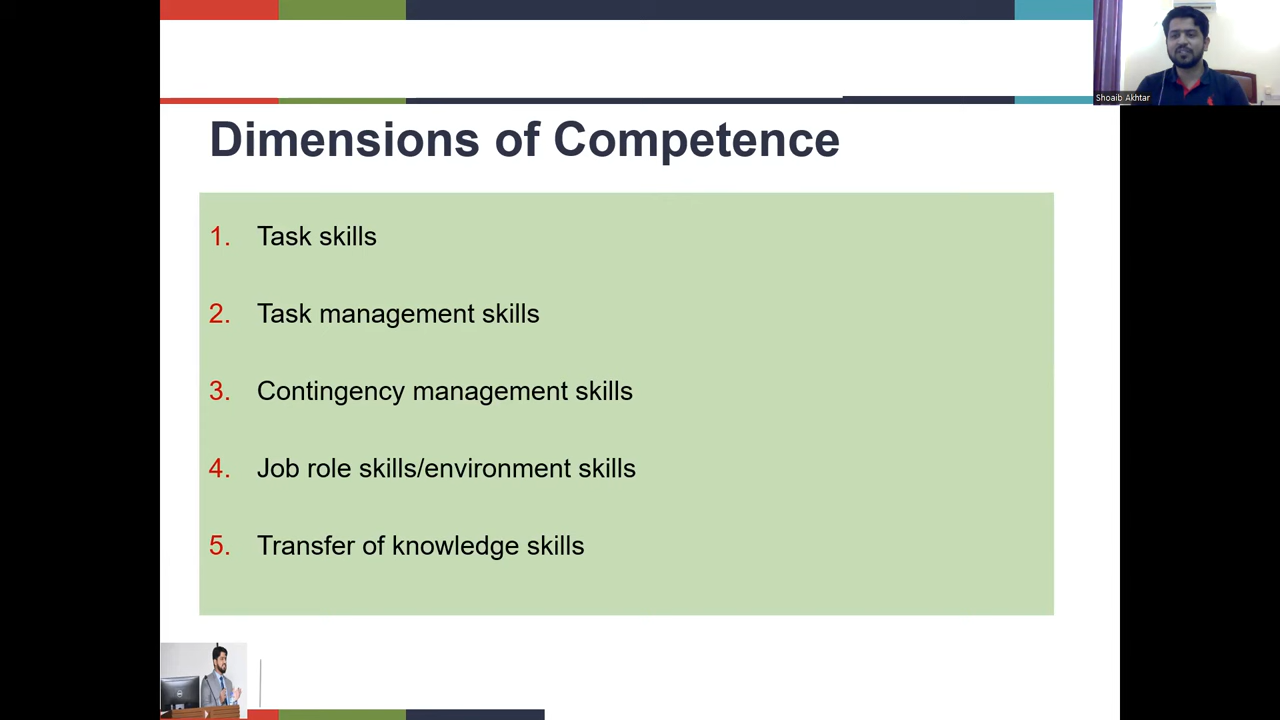 Shoaib Akhtar
Dimensions of Competence
1. Task skills
2. Task management skills
3. Contingency management skills
4. Job role skills/environment skills
5. Transfer of knowledge skills